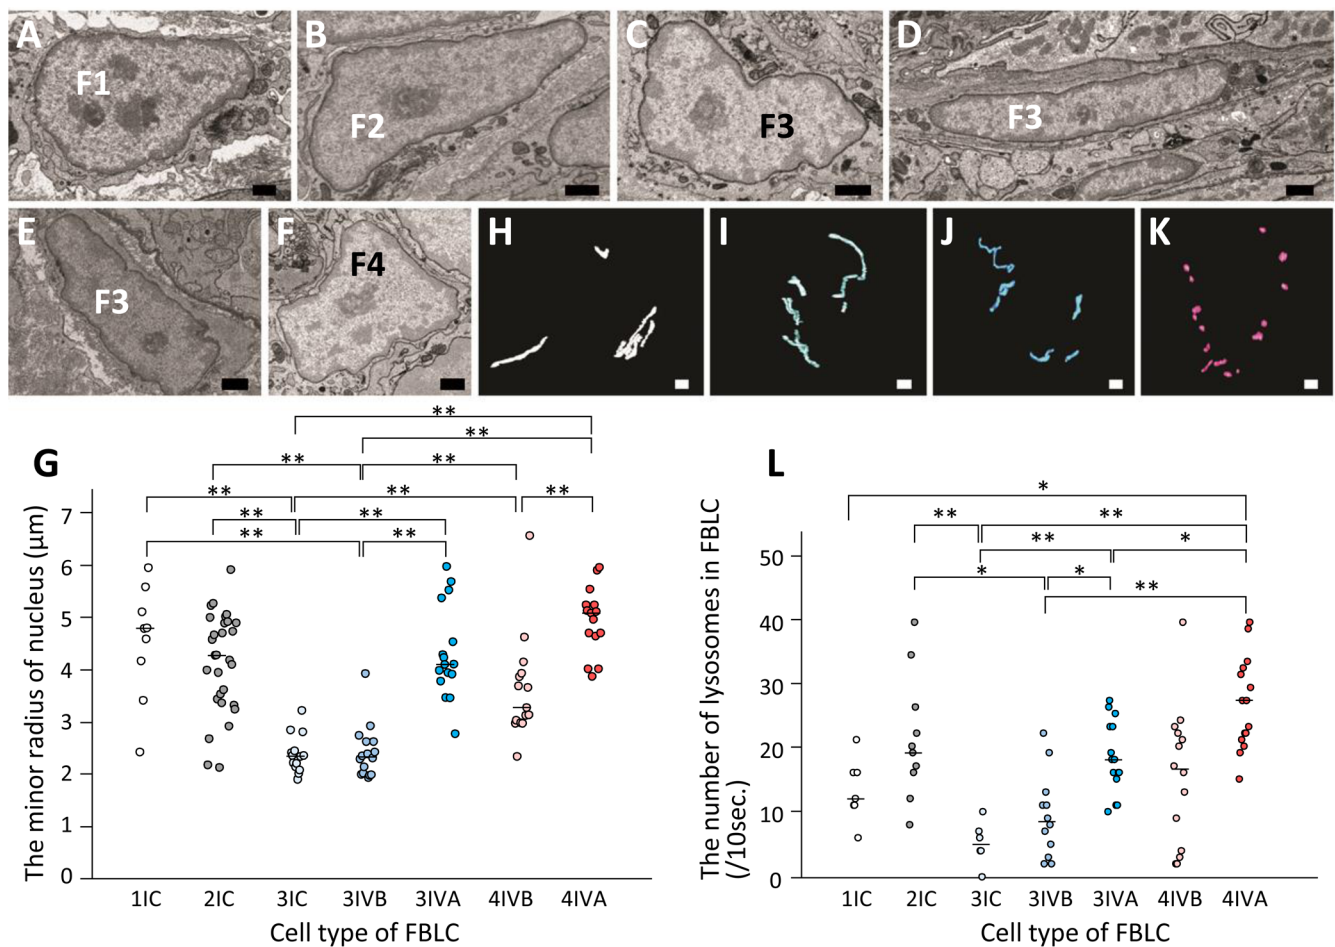 A
F1
B
F2
C
F3
D
F3
E
F3
F
F4
H
I
J
K
G
**
**
** **
** ** **
** **
** **
The minor radius of nucleus (μm)
7
6
5
4
3
2
1
0
1IC 2IC 3IC 3IVB 3IVA 4IVB 4IVA
Cell type of FBLC
L
*
** **
** *
* *
**
The number of lysosomes in FBLC
(/10sec.)
50
40
30
20
10
0
1IC 2IC 3IC 3IVB 3IVA 4IVB 4IVA
Cell type of FBLC